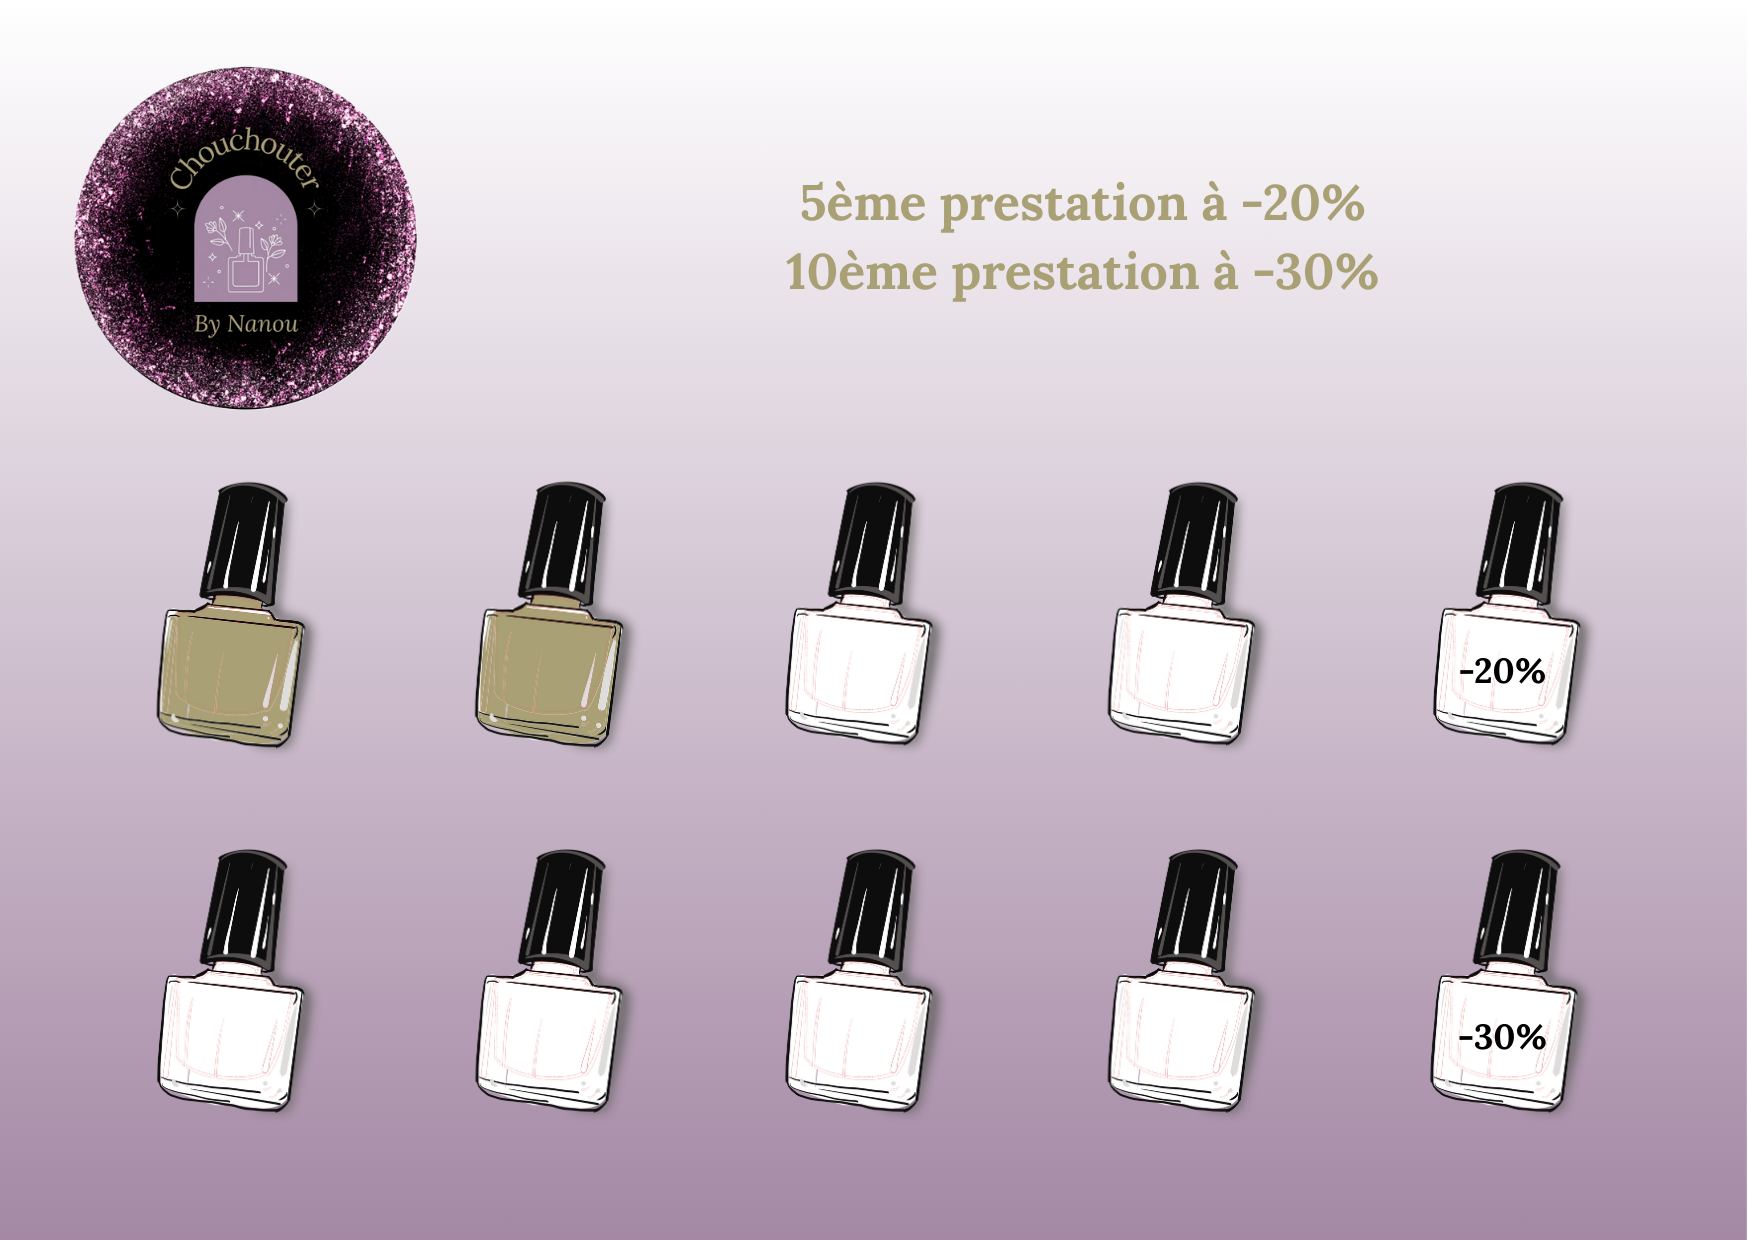 Chouchouter
By Nanou
5ème prestation à -20%
10ème prestation à -30%
-20%
-30%